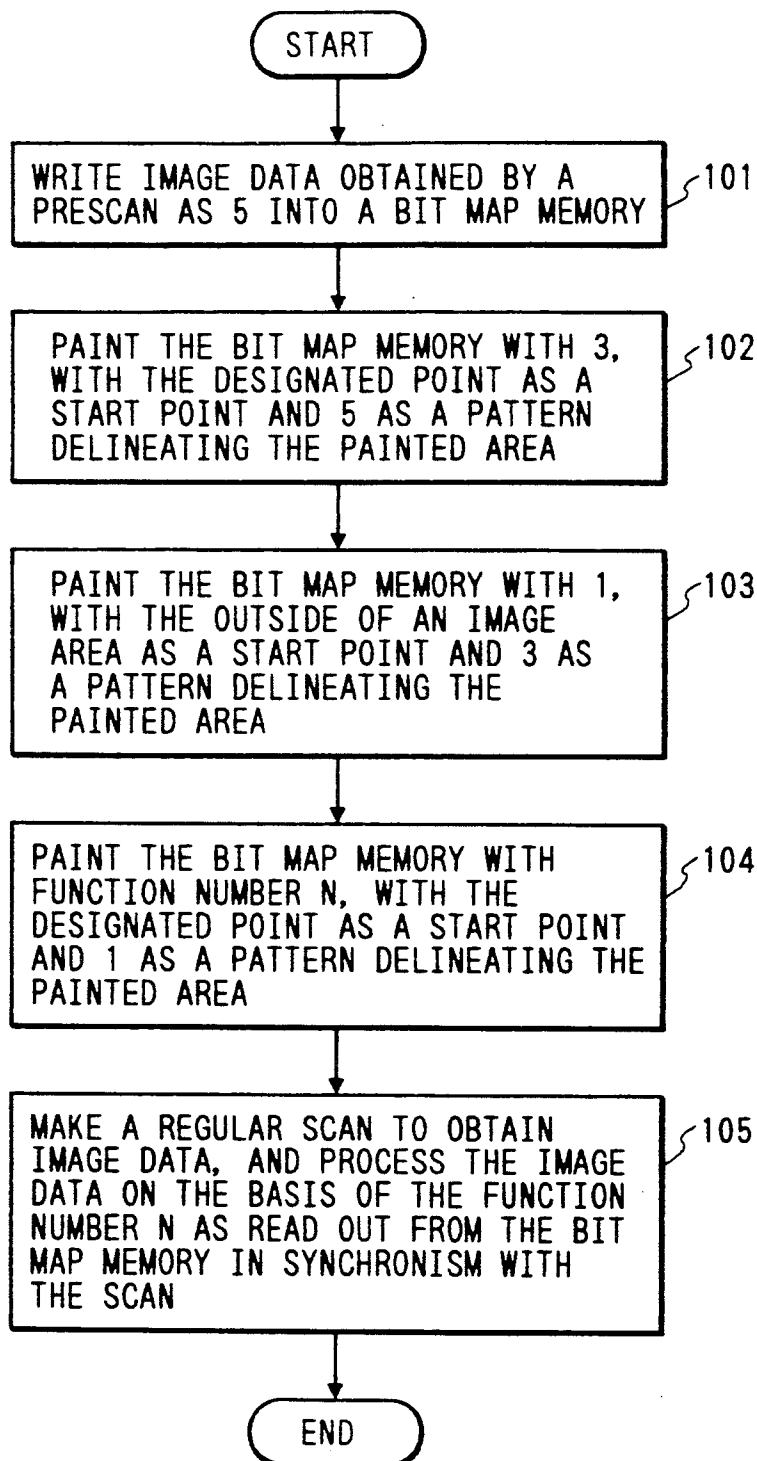 START
WRITE IMAGE DATA OBTAINED BY A
PRESCAN AS 5 INTO A BIT MAP MEMORY
101
PAINT THE BIT MAP MEMORY WITH 3,
WITH THE DESIGNATED POINT AS A
START POINT AND 5 AS A PATTERN
DELINEATING THE PAINTED AREA
102
PAINT THE BIT MAP MEMORY WITH 1,
WITH THE OUTSIDE OF AN IMAGE
AREA AS A START POINT AND 3 AS
A PATTERN DELINEATING THE
PAINTED AREA
103
PAINT THE BIT MAP MEMORY WITH
FUNCTION NUMBER N, WITH THE
DESIGNATED POINT AS A START POINT
AND 1 AS A PATTERN DELINEATING THE
PAINTED AREA
104
MAKE A REGULAR SCAN TO OBTAIN
IMAGE DATA, AND PROCESS THE IMAGE
DATA ON THE BASIS OF THE FUNCTION
NUMBER N AS READ OUT FROM THE BIT
MAP MEMORY IN SYNCHRONISM WITH
THE SCAN
105
END